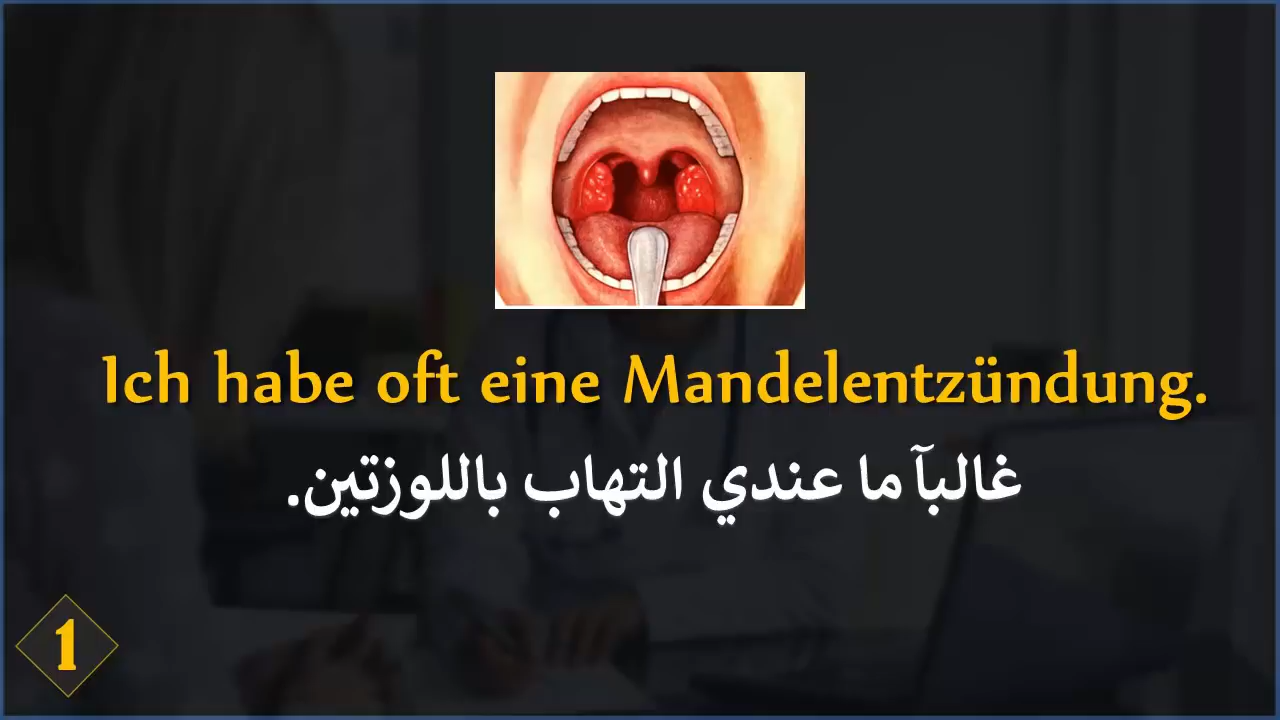 Ich habe oft eine Mandelentzündung.
غالبآ ما عندي التهاب باللوزتين.
1